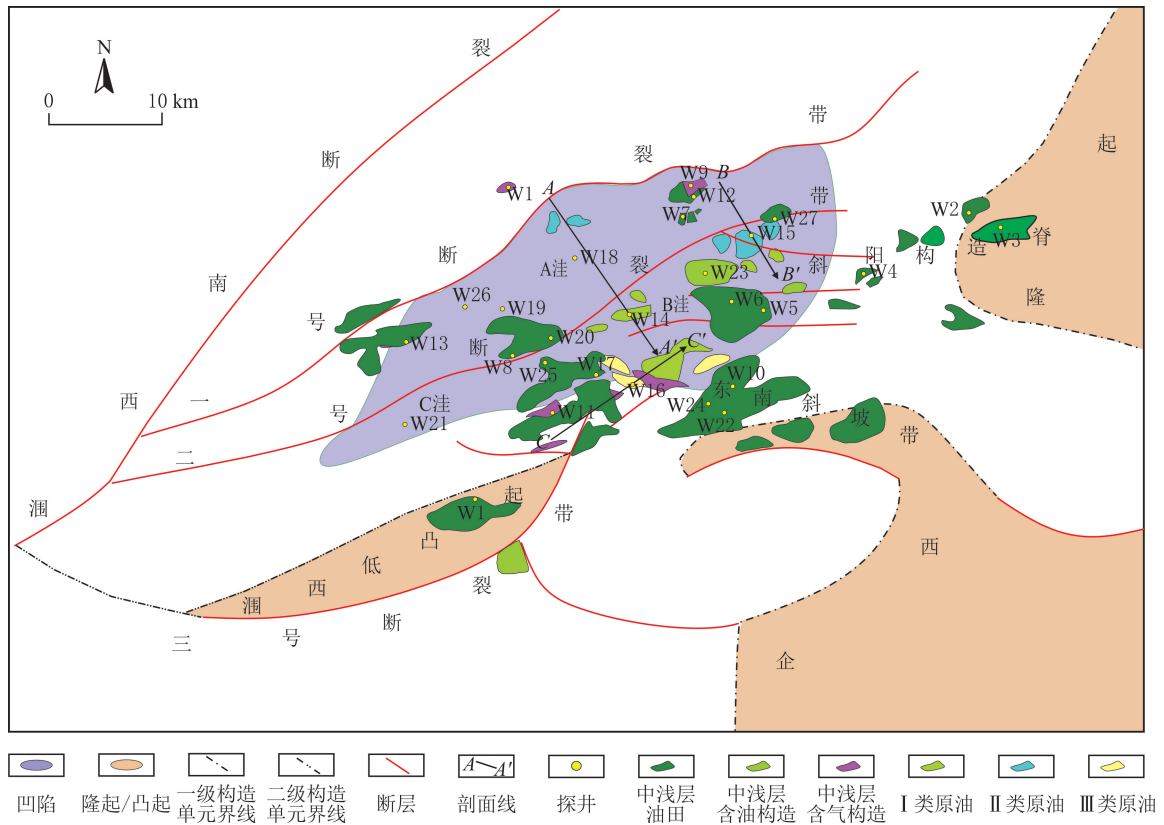 N
0 10 km
裂
带
断
裂
起
W9
B
W1
A
W12
带
W2
W7
W27
W15
W3
脊
南
断
W18
A洼
裂
斜
阳
构
造
W23
B′
W4
号
W26
W19
B洼
W6
W5
隆
W14
W13
断
W20
A′
C′
W8
W25
W17
W10
西
一
号
C洼
W16
东
南
W24
W11
W22
斜
坡
W21
C
带
二
涠
起
带
W1
凸
西
低
裂
西
涠
断
号
三
企
A A′
凹陷
隆起/凸起
一级构造
单元界线
二级构造
单元界线
断层
剖面线
探井
中浅层
油田
中浅层
含油构造
中浅层
含气构造
Ⅰ类原油
Ⅱ类原油
Ⅲ类原油